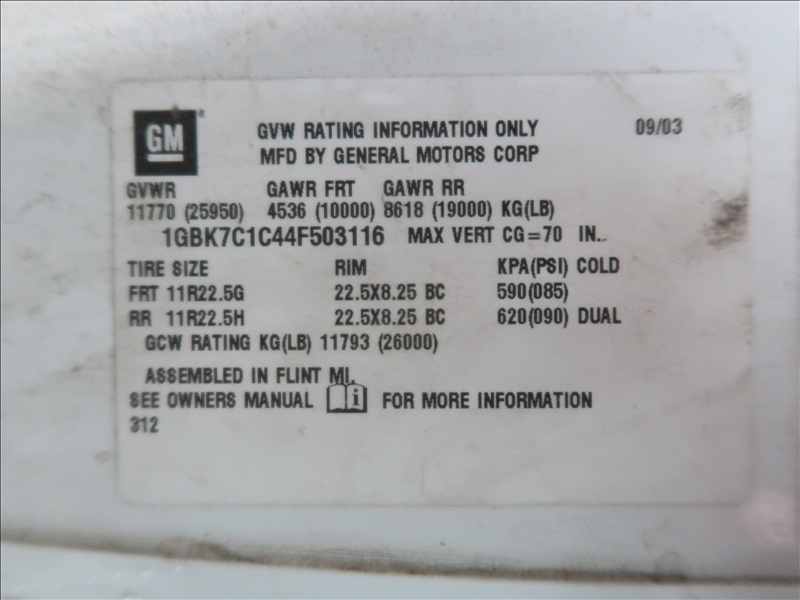 GM
GVW RATING INFORMATION ONLY 09/03
MFD BY GENERAL MOTORS CORP
GVWR GAWR FRT GAWR RR
11770 (25950) 4536 (10000) 8618 (19000) KG(LB)
1GBK7C1C44F503116 MAX VERT CG=70 IN.
TIRE SIZE RIM KPA(PSI) COLD
FRT 11R22.5G 22.5X8.25 BC 590(085)
RR 11R22.5H 22.5X8.25 BC 620(090) DUAL
GCW RATING KG(LB) 11793 (26000)
ASSEMBLED IN FLINT MI.
SEE OWNERS MANUAL i FOR MORE INFORMATION
312